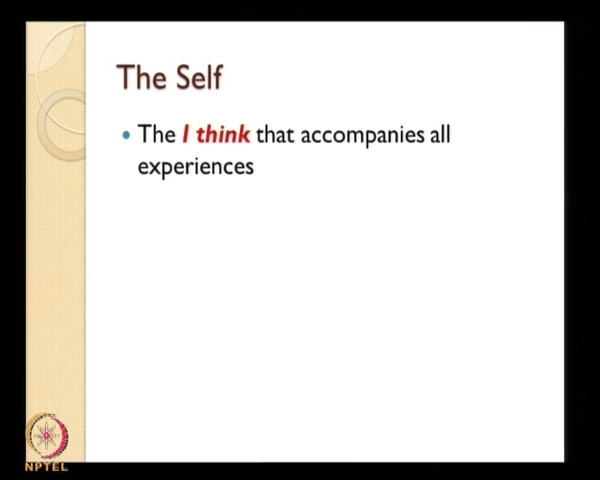 The Self
The I think that accompanies all
experiences
NPTEL